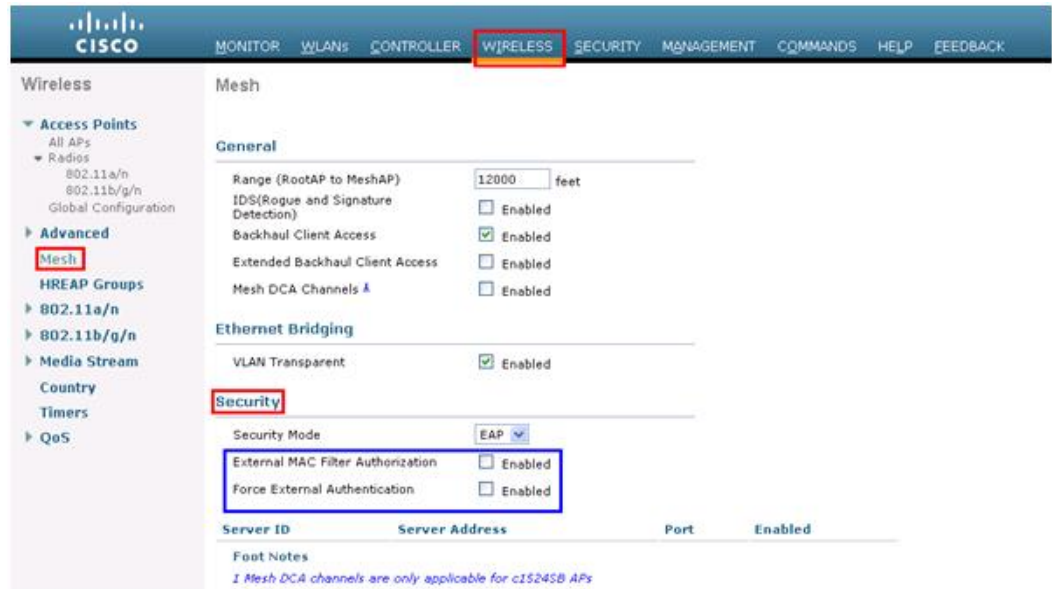 CISCO
MONITOR WLANs CONTROLLER WIRELESS SECURITY MANAGEMENT COMMANDS HELP FEEDBACK
Wireless
Access Points
All APs
Radios
802.11a/n
802.11b/g/n
Global Configuration
Advanced
Mesh
HREAP Groups
802.11a/n
802.11b/g/n
Media Stream
Country
Timers
QoS
Mesh
General
Range (RootAP to MeshAP) 12000 feet
IDS(Rogue and Signature
Detection) Enabled
Backhaul Client Access Enabled
Extended Backhaul Client Access Enabled
Mesh DCA Channels 1 Enabled
Ethernet Bridging
VLAN Transparent Enabled
Security
Security Mode EAP
External MAC Filter Authorization Enabled
Force External Authentication Enabled
Server ID Server Address Port Enabled
Foot Notes
1 Mesh DCA channels are only applicable for c1524SB APs